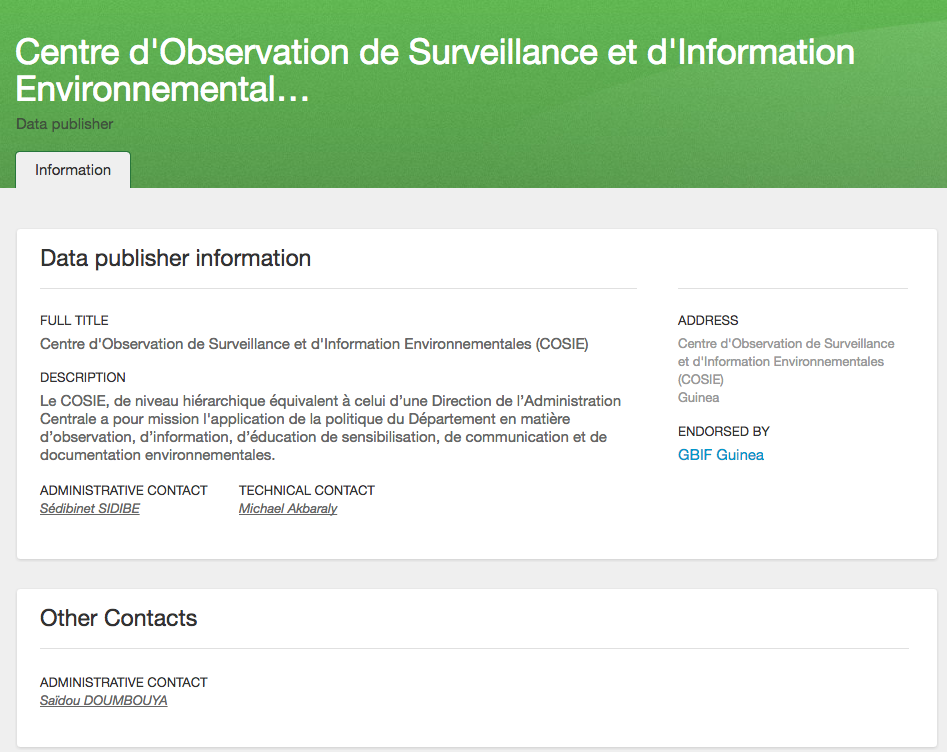 Centre d'Observation de Surveillance et d'Information
Environnemental…
Data publisher
Information
Data publisher information
FULL TITLE
Centre d'Observation de Surveillance et d'Information Environnementales (COSIE)
DESCRIPTION
Le COSIE, de niveau hiérarchique équivalent à celui d’une Direction de l’Administration
Centrale a pour mission l'application de la politique du Département en matière
d’observation, d’information, d’éducation de sensibilisation, de communication et de
documentation environnementales.
ADMINISTRATIVE CONTACT
Sédibinet SIDIBE
TECHNICAL CONTACT
Michael Akbaraly
ADDRESS
Centre d'Observation de Surveillance
et d'Information Environnementales
(COSIE)
Guinea
ENDORSED BY
GBIF Guinea
Other Contacts
ADMINISTRATIVE CONTACT
Saïdou DOUMBOUYA